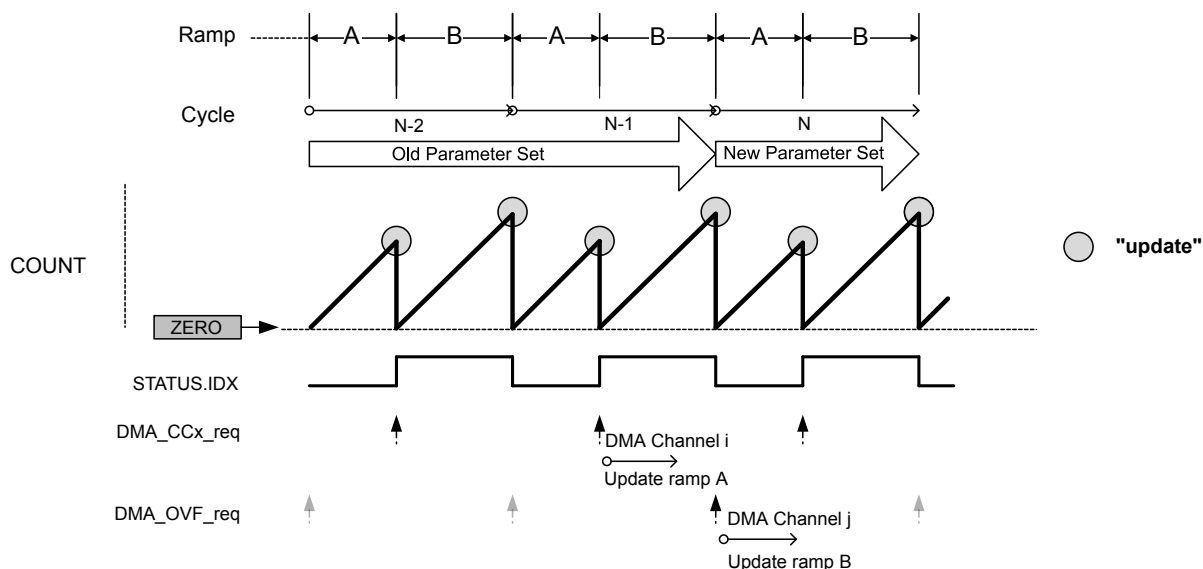 Ramp A B A B A B
Cycle
N-2 N-1 N
Old Parameter Set New Parameter Set
"update"
COUNT
ZERO
STATUS.IDX
DMA_CCx_req
DMA Channel i
Update ramp A
DMA_OVF_req
DMA Channel j
Update ramp B